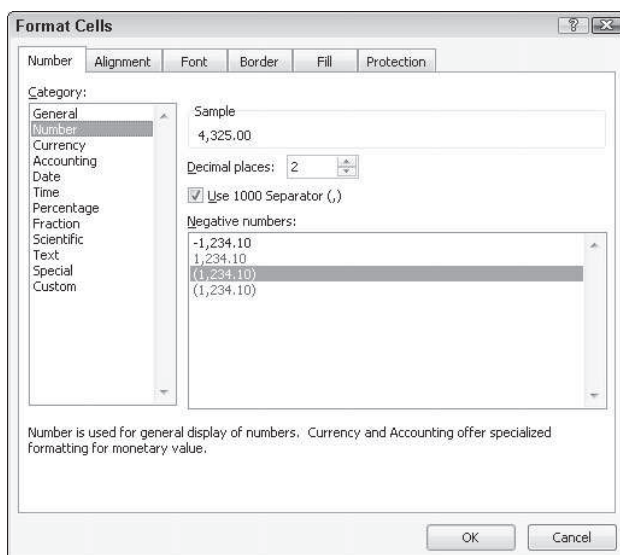 Format Cells
Number
Alignment
Font
Border
Fill
Protection
Category:
General
Number
Currency
Accounting
Date
Time
Percentage
Fraction
Scientific
Text
Special
Custom
Sample
4,325.00
Decimal places: 2
Use 1000 Separator (,)
Negative numbers:
-1,234.10
1,234.10
(1,234.10)
(1,234.10)
Number is used for general display of numbers. Currency and Accounting offer specialized
formatting for monetary value.
OK
Cancel